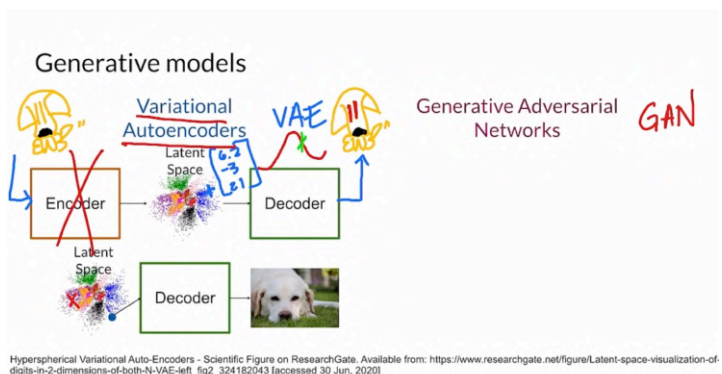 Generative models
Variational
Autoencoders
VAE
Generative Adversarial
Networks
GAN
Latent
Space
6.2
-3
21
Encoder
Decoder
Latent
Space
Decoder
Hyperspherical Variational Auto-Encoders - Scientific Figure on ResearchGate. Available from: https://www.researchgate.net/figure/Latent-space-visualization-of-
digits-in-2-dimensions-of-both-N-VAE-left_fig2_324182043 [accessed 30 Jun, 2020]